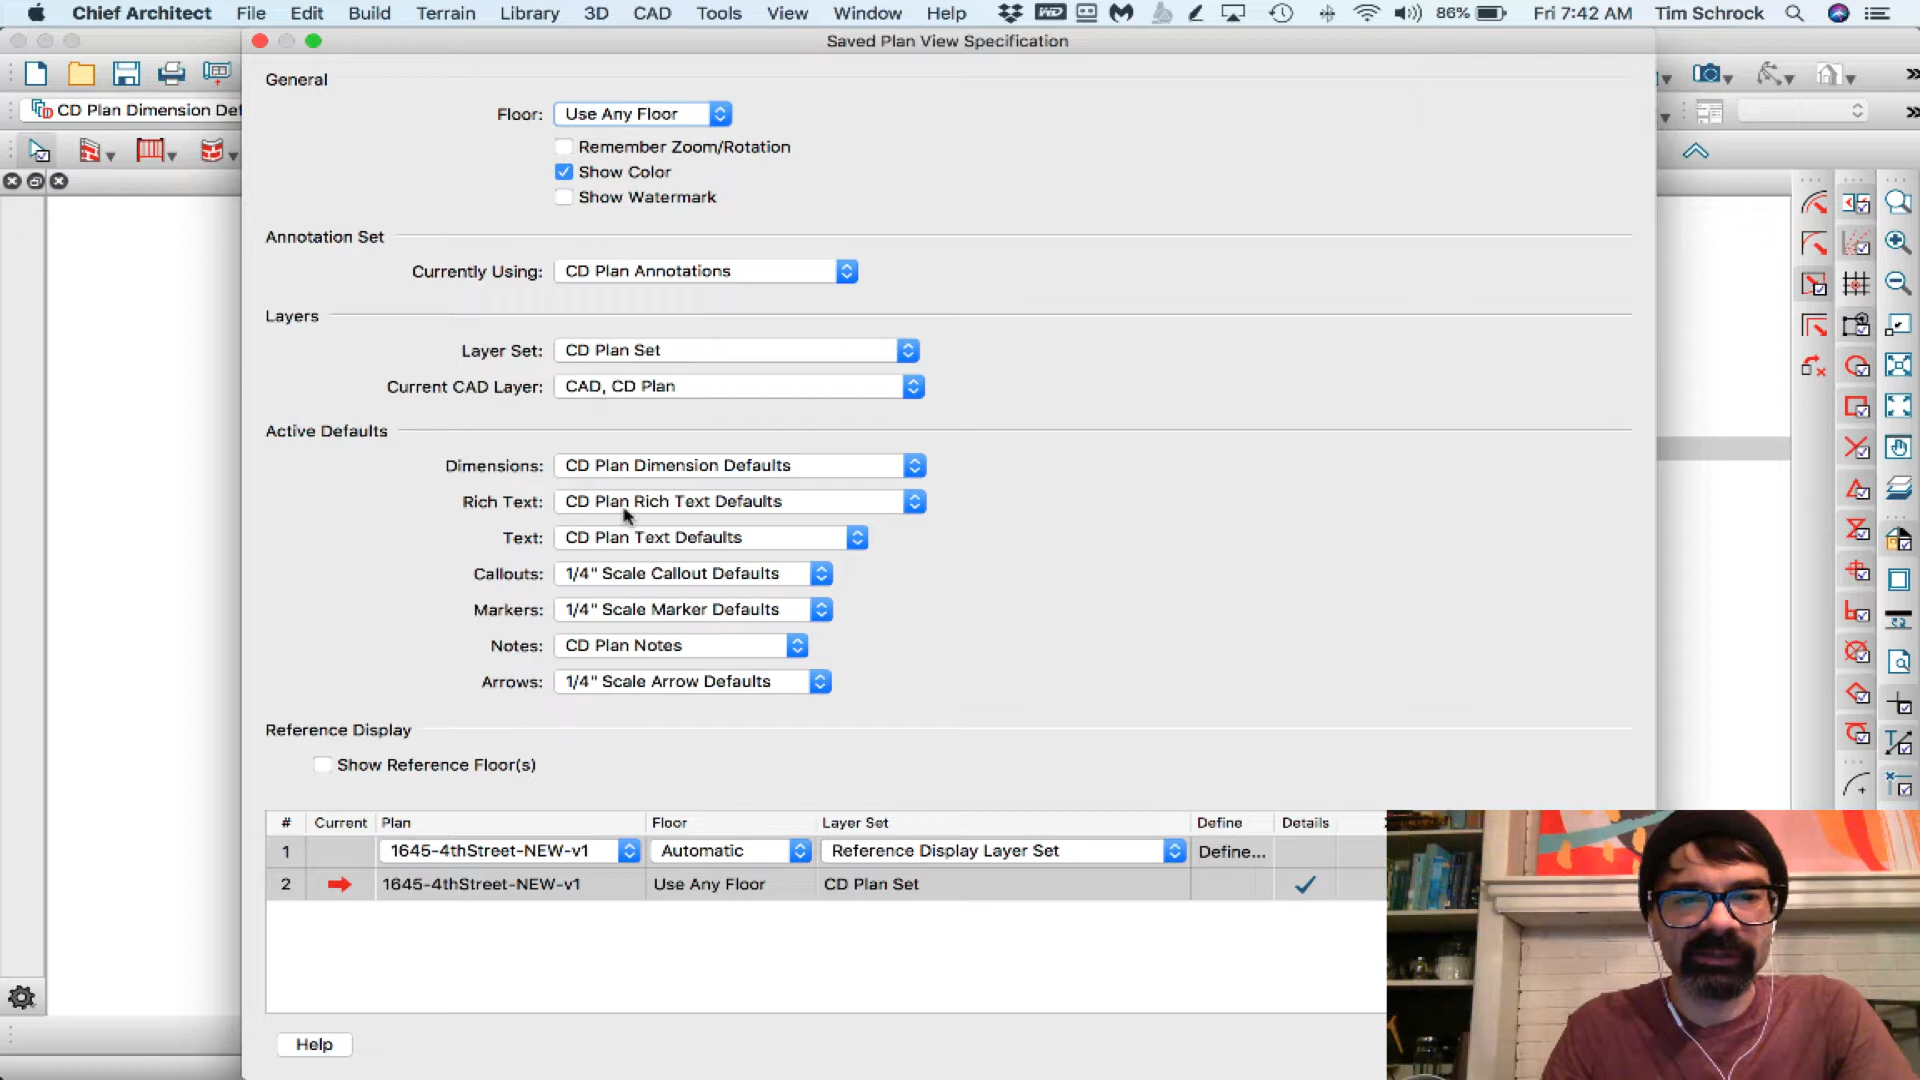 Chief Architect File Edit Build Terrain Library 3D CAD Tools View Window Help 86% Fri 7:42 AM Tim Schrock
Saved Plan View Specification
General
CD Plan Dimension Def
Floor: Use Any Floor
Remember Zoom/Rotation
Show Color
Show Watermark
Annotation Set
Currently Using: CD Plan Annotations
Layers
Layer Set: CD Plan Set
Current CAD Layer: CAD, CD Plan
Active Defaults
Dimensions: CD Plan Dimension Defaults
Rich Text: CD Plan Rich Text Defaults
Text: CD Plan Text Defaults
Callouts: 1/4" Scale Callout Defaults
Markers: 1/4" Scale Marker Defaults
Notes: CD Plan Notes
Arrows: 1/4" Scale Arrow Defaults
Reference Display
Show Reference Floor(s)
# Current Plan Floor Layer Set Define Details
1 1645-4thStreet-NEW-v1 Automatic Reference Display Layer Set Define...
2 1645-4thStreet-NEW-v1 Use Any Floor CD Plan Set
Help